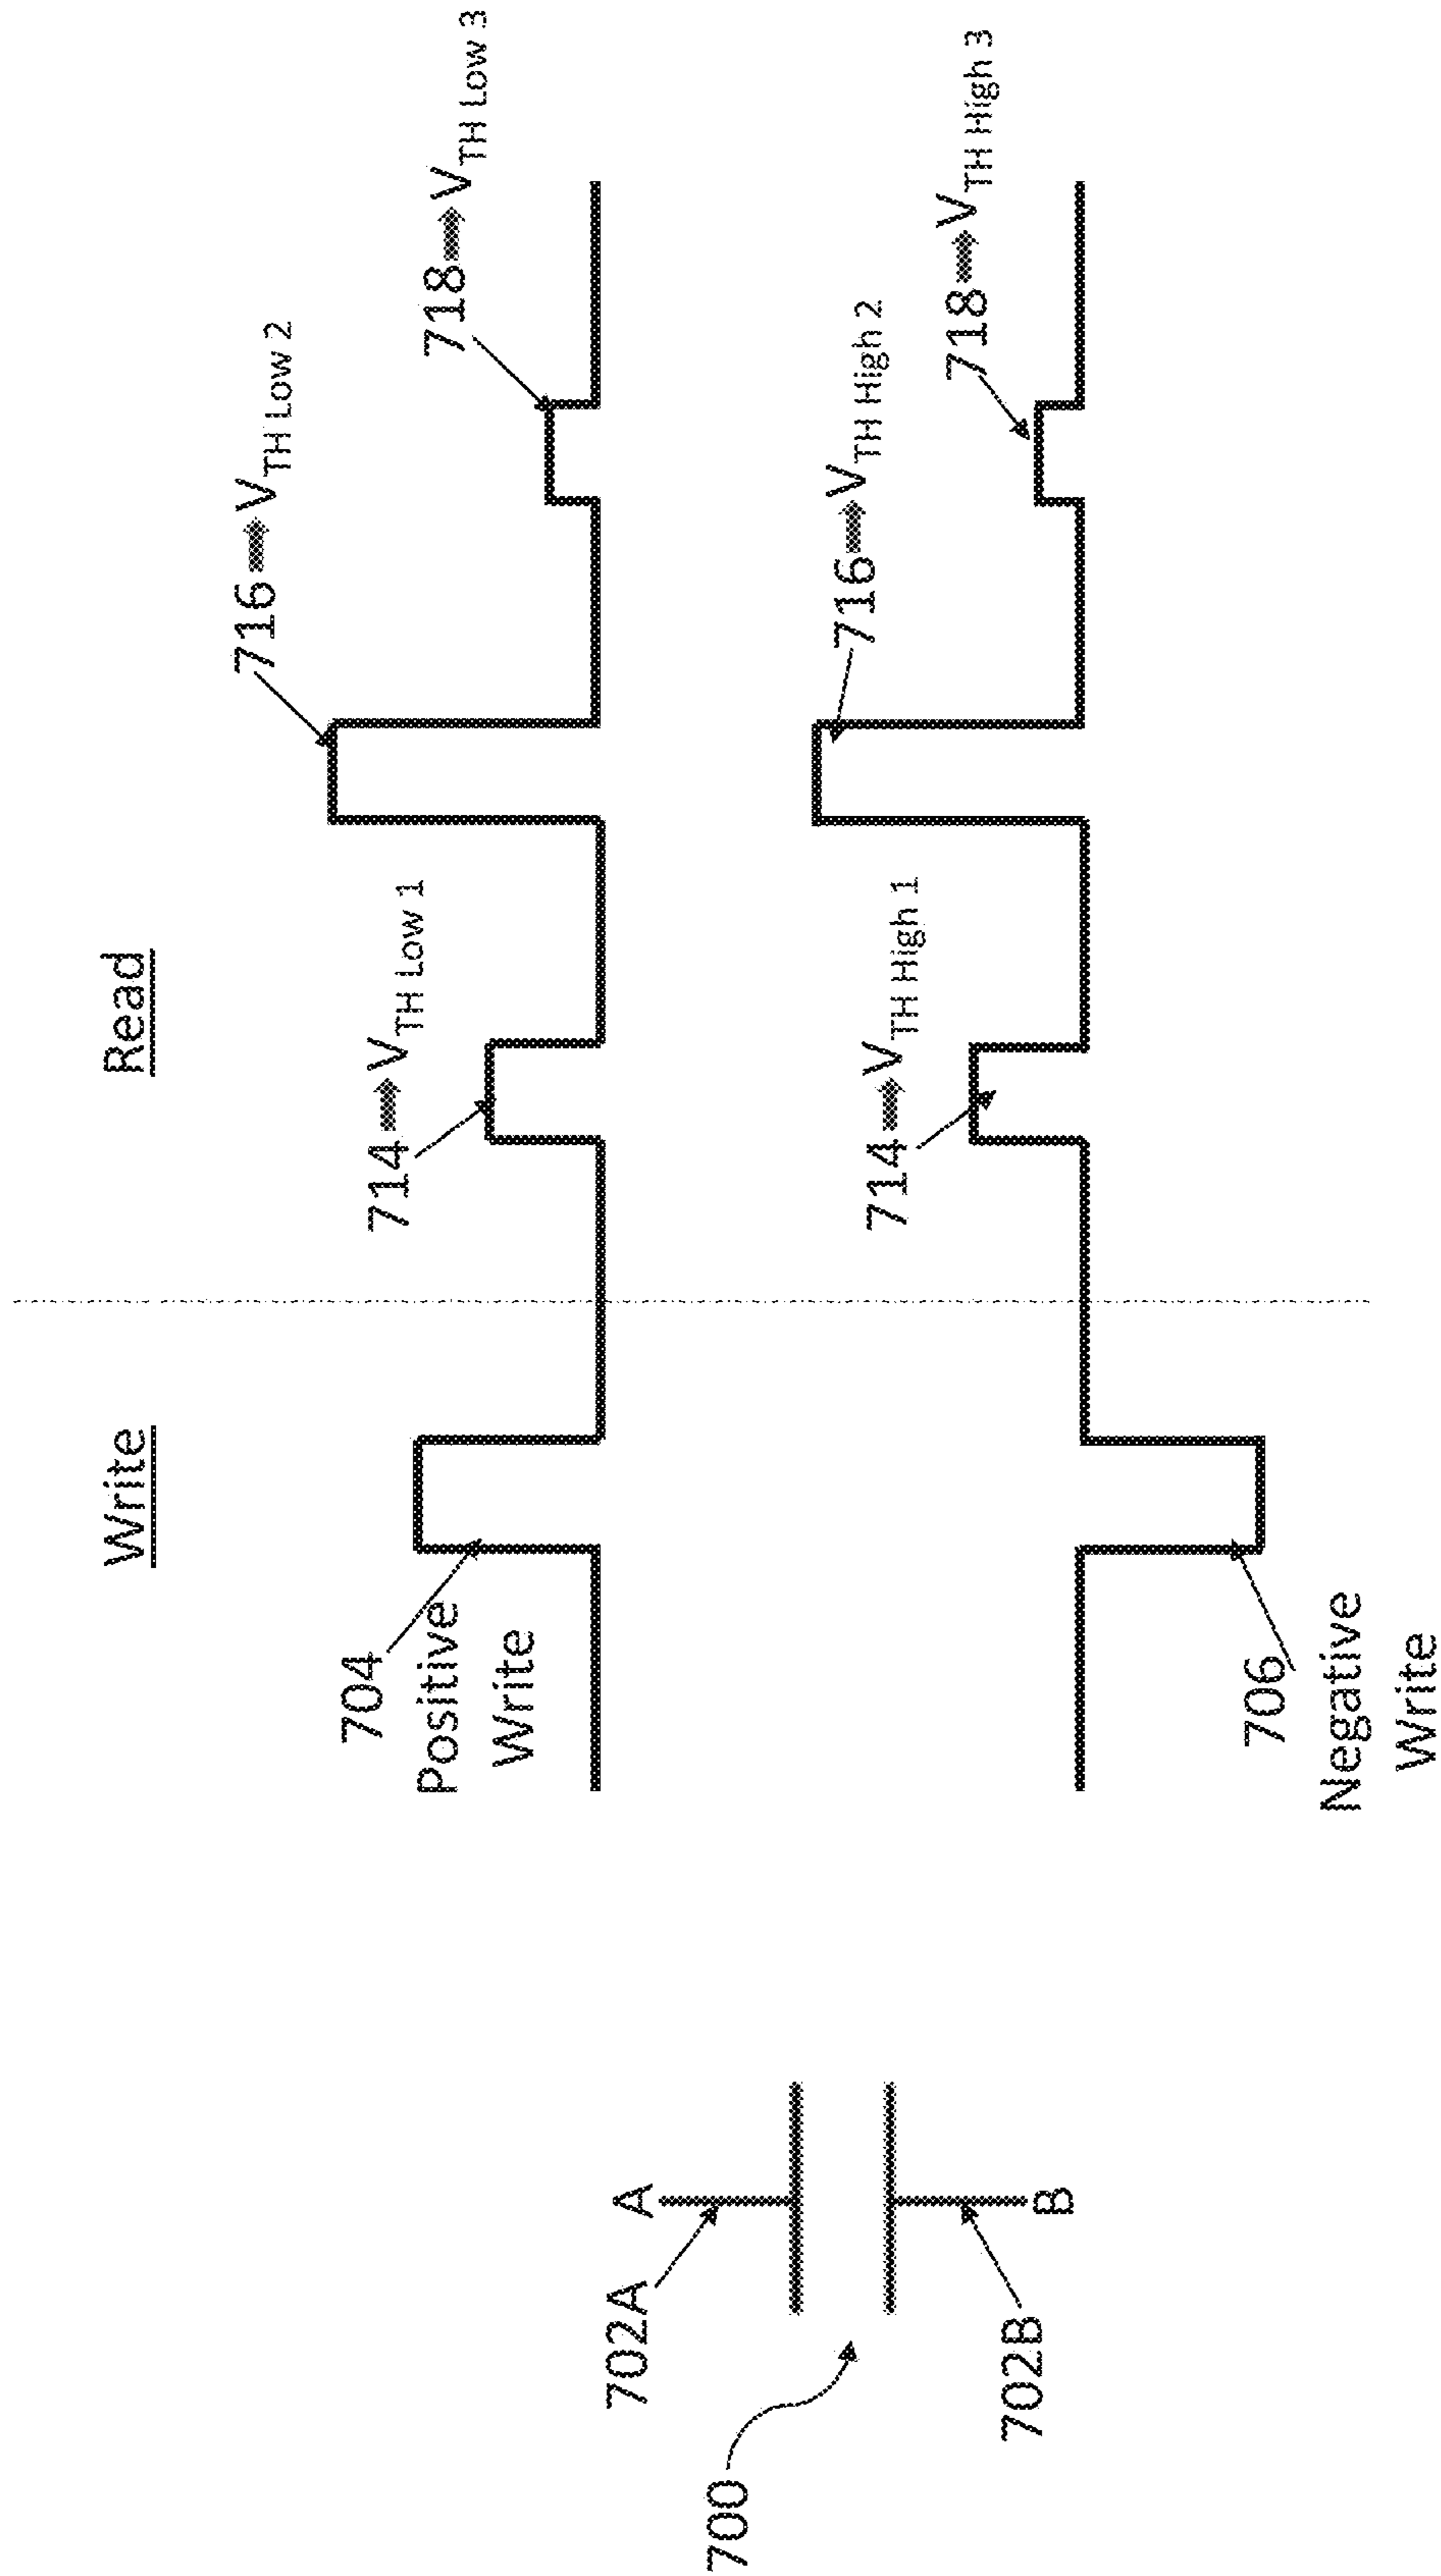 Write
Read
704
Positive
Write
714 ➡ V TH Low 1
716 ➡ V TH Low 2
718 ➡ V TH Low 3
702A
A
700
702B
B
714 ➡ V TH High 1
716 ➡ V TH High 2
718 ➡ V TH High 3
706
Negative
Write